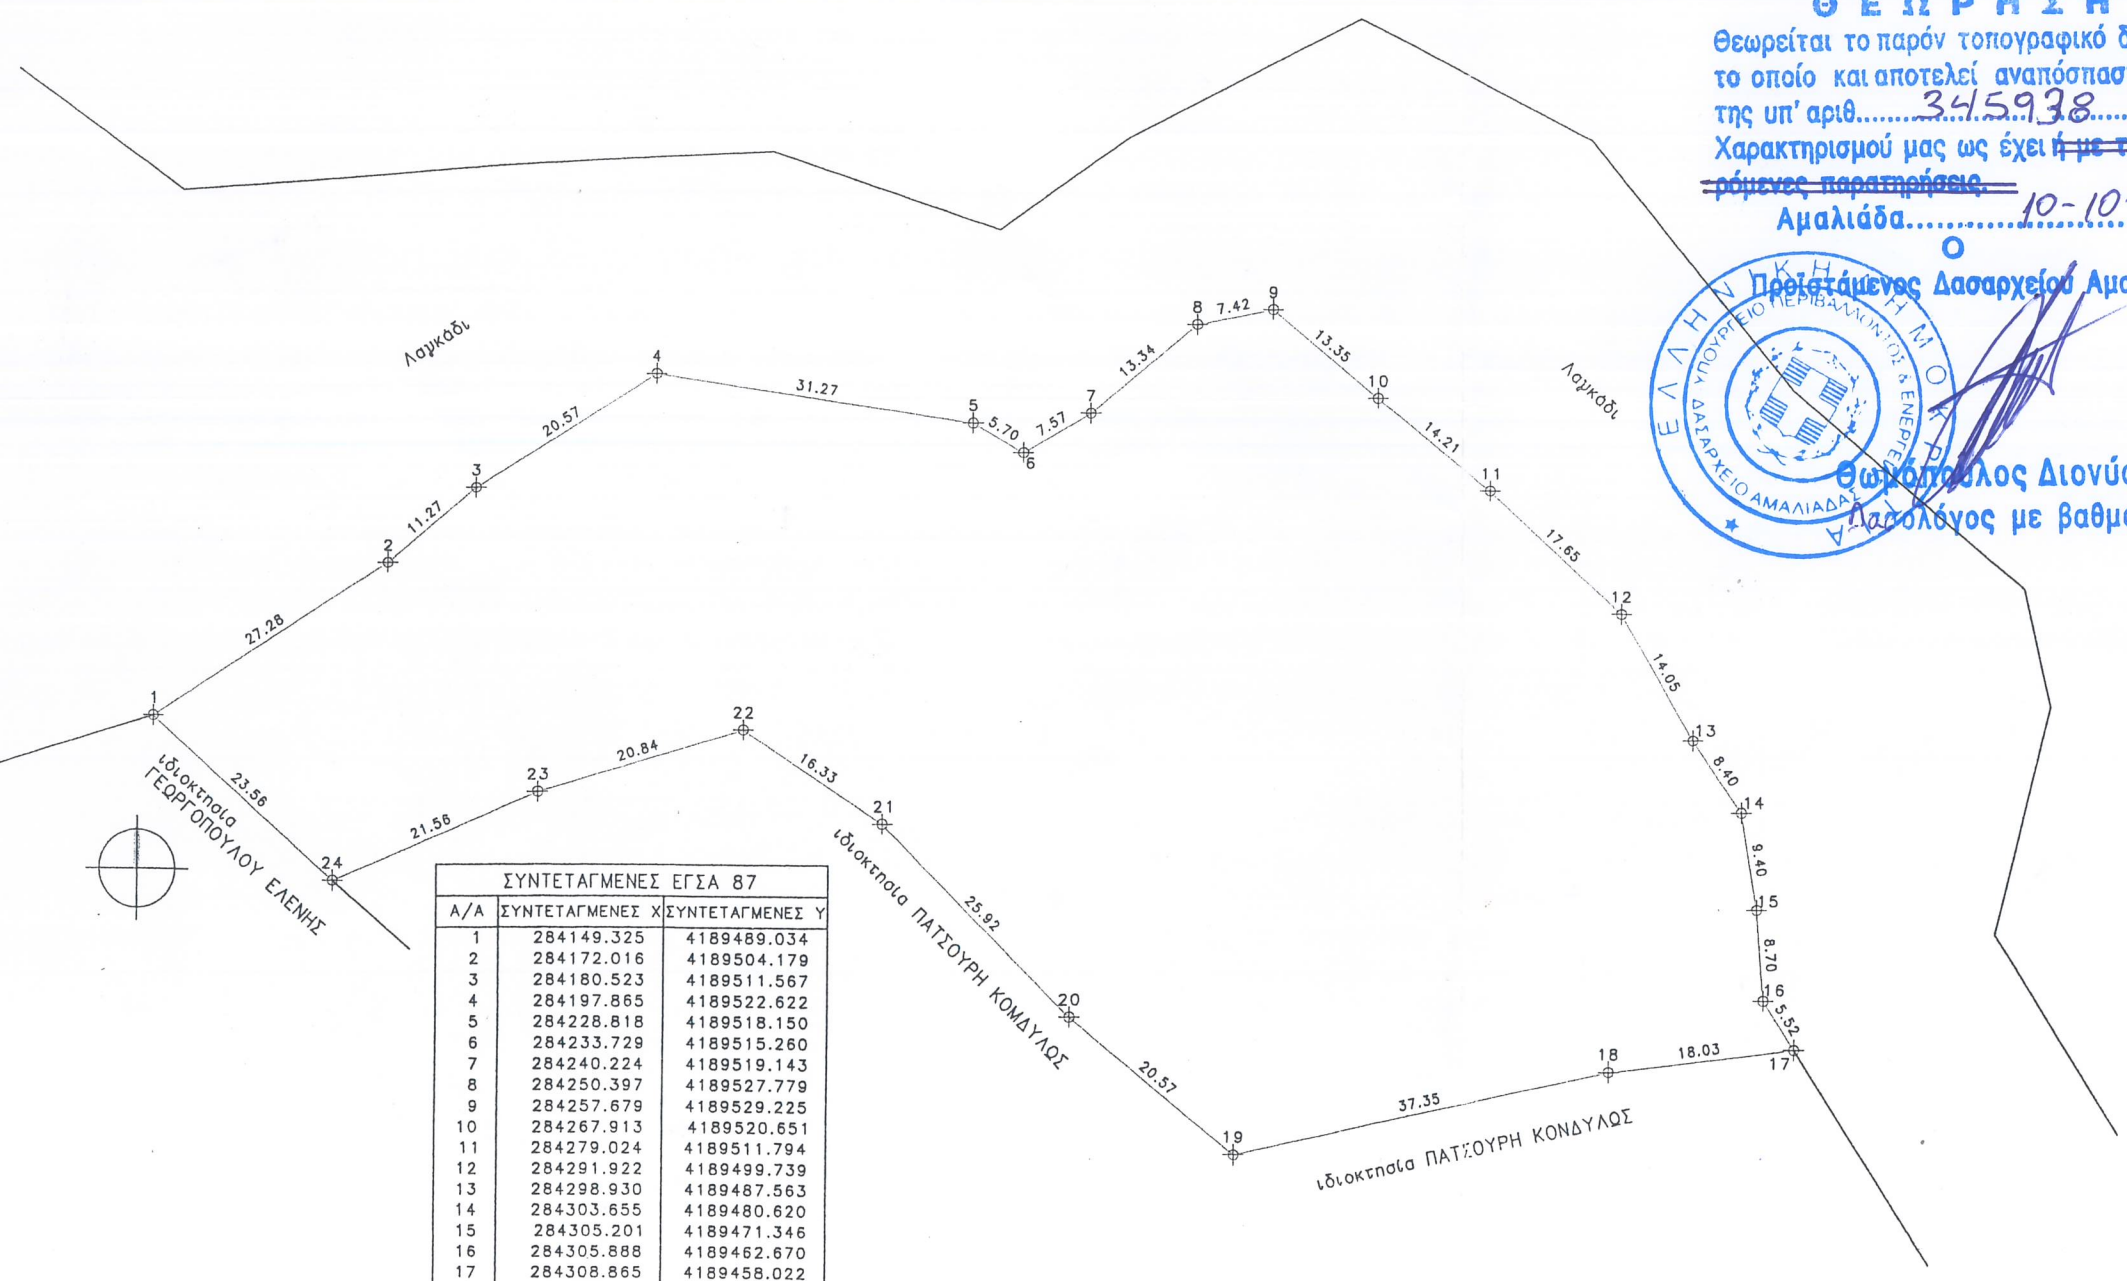 Θ Ε Ω Ρ Η Σ Η
Θεωρείται το παρόν τοπογραφικό δ
το οποίο και αποτελεί αναπόσπασ
της υπ' αριθ.......345938....
Χαρακτηρισμού μας ως έχει ή με τ
ρόμενες παρατηρήσεις.
Αμαλιάδα............10-10-
Ο
Προϊστάμενος Δασαρχείου Αμα
Θωμόπουλος Διονύσ
Δασολόγος με βαθμό
ΕΛΛΗΝΙΚΗ ΔΗΜΟΚΡΑΤΙΑ
ΥΠΟΥΡΓΕΙΟ ΠΕΡΙΒΑΛΛΟΝΤΟΣ & ΕΝΕΡΓΕΙΑΣ
ΔΑΣΑΡΧΕΙΟ ΑΜΑΛΙΑΔΑΣ
Λαγκάδι
Λαγκάδι
1
27.28
2
11.27
3
20.57
4
31.27
5
5.70
6
7.57
7
13.34
8
7.42
9
13.35
10
14.21
11
17.65
12
14.05
13
8.40
14
9.40
15
8.70
16
5.52
17
18.03
18
37.35
19
20.57
20
25.92
21
16.33
22
20.84
23
21.56
24
23.56
ιδιοκτησία
ΓΕΩΡΓΟΠΟΥΛΟΥ ΕΛΕΝΗΣ
ιδιοκτησία ΠΑΤΣΟΥΡΗ ΚΟΜΔΥΛΩΣ
ιδιοκτησία ΠΑΤΣΟΥΡΗ ΚΟΝΔΥΛΩΣ
ΣΥΝΤΕΤΑΓΜΕΝΕΣ ΕΓΣΑ 87
Α/Α ΣΥΝΤΕΤΑΓΜΕΝΕΣ Χ ΣΥΝΤΕΤΑΓΜΕΝΕΣ Υ
1 284149.325 4189489.034
2 284172.016 4189504.179
3 284180.523 4189511.567
4 284197.865 4189522.622
5 284228.818 4189518.150
6 284233.729 4189515.260
7 284240.224 4189519.143
8 284250.397 4189527.779
9 284257.679 4189529.225
10 284267.913 4189520.651
11 284279.024 4189511.794
12 284291.922 4189499.739
13 284298.930 4189487.563
14 284303.655 4189480.620
15 284305.201 4189471.346
16 284305.888 4189462.670
17 284308.865 4189458.022